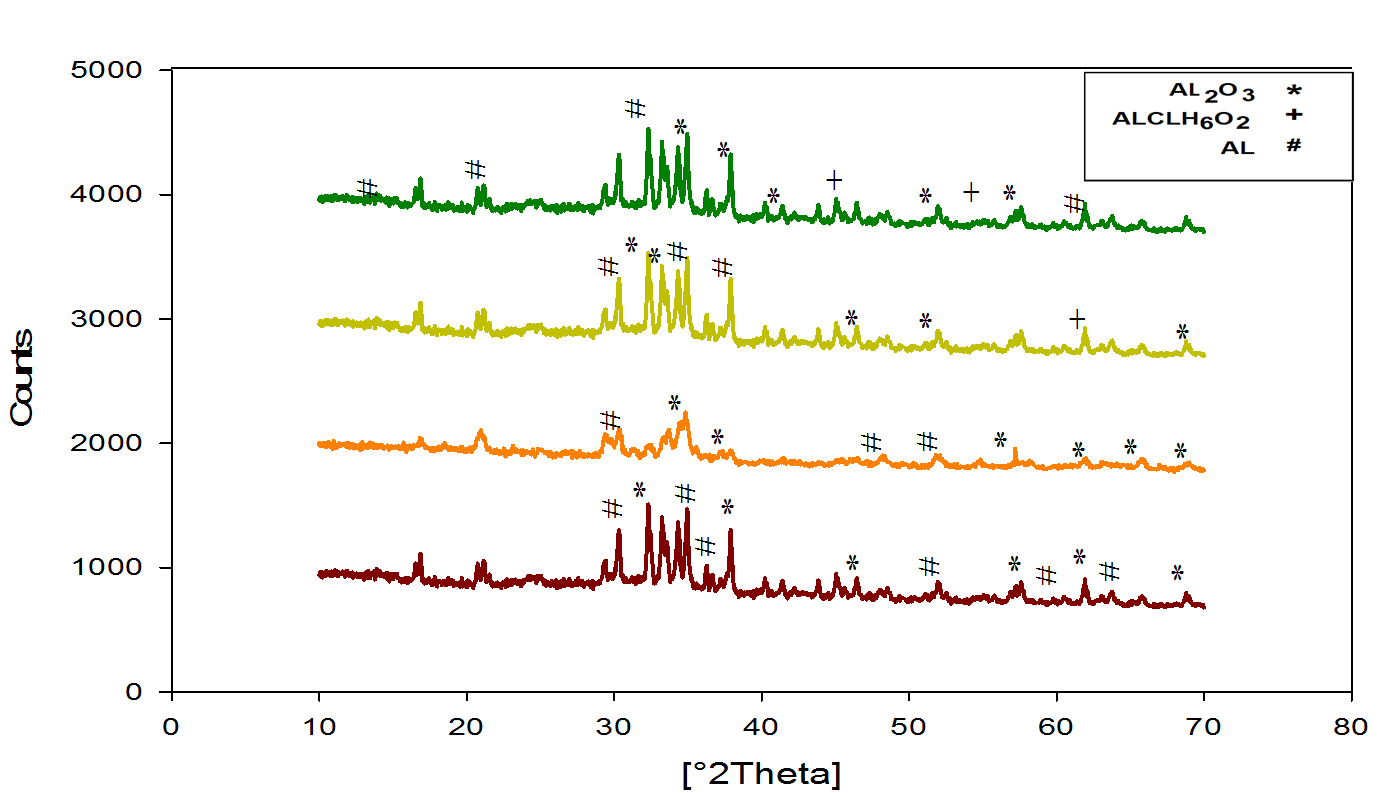 5000
4000
3000
2000
1000
0
Counts
AL2O3 *
ALCLH6O2 +
AL #
# # # * * * + * + * #
# * * # # * * + *
# * * # # * * * *
# * # # * * # * # * # *
0 10 20 30 40 50 60 70 80
[°2Theta]